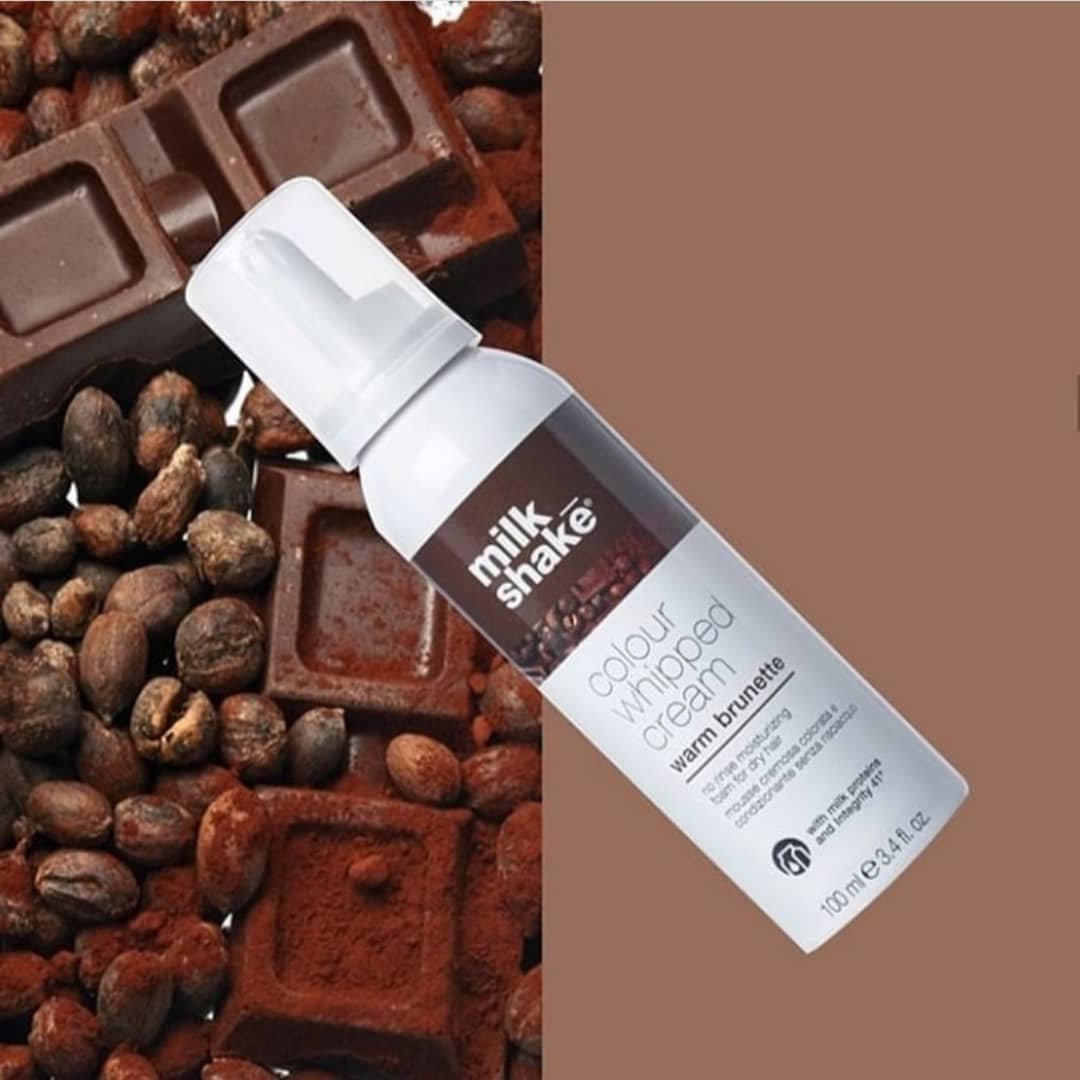 milk
shake®
colour
whipped
cream
warm brunette
no rinse moisturizing
foam for dry hair
mousse cremosa colorata e
condizionante senza risciacquo
with milk proteins
and Integrity 41®
100 ml ℮ 3.4 fl. oz.